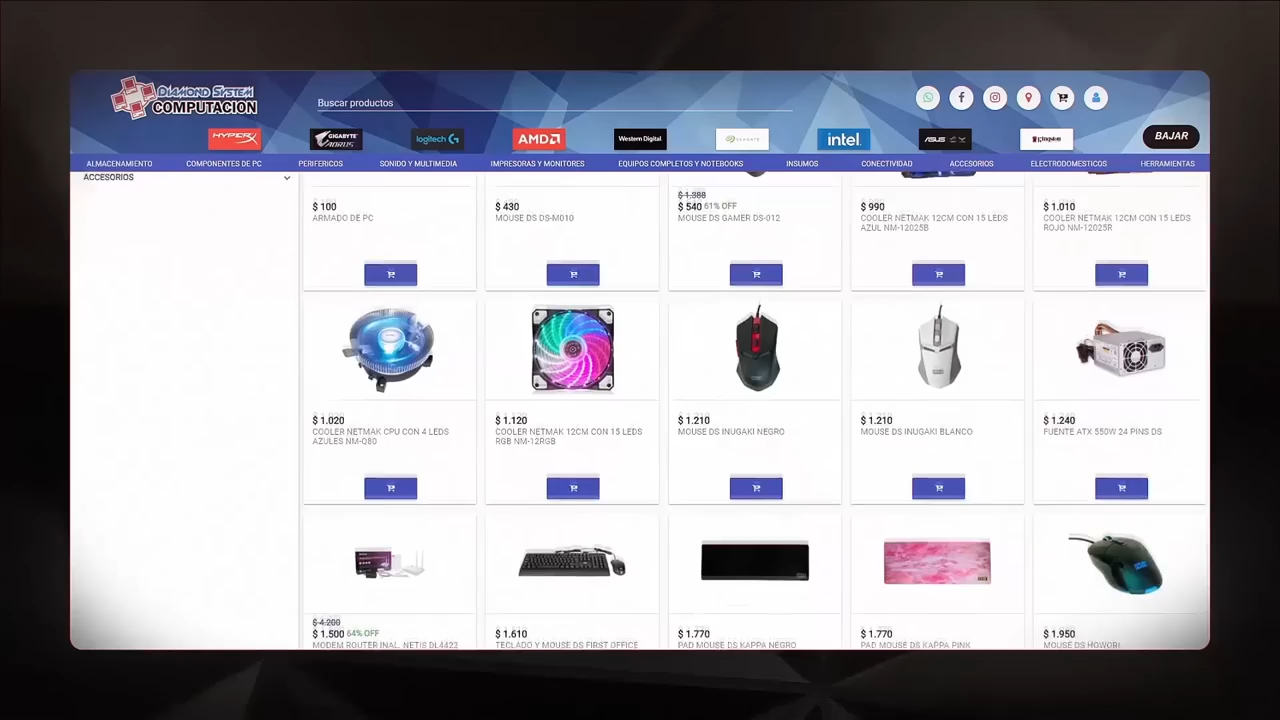 DIAMOND SYSTEM
COMPUTACION
Buscar productos
HYPERX
GIGABYTE
AORUS
logitech G
AMD
Western Digital
SEAGATE
intel
ASUS
Kingston
BAJAR
ALMACENAMIENTO
COMPONENTES DE PC
PERIFERICOS
SONIDO Y MULTIMEDIA
IMPRESORAS Y MONITORES
EQUIPOS COMPLETOS Y NOTEBOOKS
INSUMOS
CONECTIVIDAD
ACCESORIOS
ELECTRODOMESTICOS
HERRAMIENTAS
ACCESORIOS
$ 100
ARMADO DE PC
$ 430
MOUSE DS DS-M010
$ 1.388
$ 540 61% OFF
MOUSE DS GAMER DS-012
$ 990
COOLER NETMAK 12CM CON 15 LEDS
AZUL NM-12025B
$ 1.010
COOLER NETMAK 12CM CON 15 LEDS
ROJO NM-12025R
$ 1.020
COOLER NETMAK CPU CON 4 LEDS
AZULES NM-Q80
$ 1.120
COOLER NETMAK 12CM CON 15 LEDS
RGB NM-12RGB
$ 1.210
MOUSE DS INUGAKI NEGRO
$ 1.210
MOUSE DS INUGAKI BLANCO
$ 1.240
FUENTE ATX 550W 24 PINS DS
$ 4.200
$ 1.500 64% OFF
MODEM ROUTER INAL. NETIS DL4422
$ 1.610
TECLADO Y MOUSE DS FIRST OFFICE
$ 1.770
PAD MOUSE DS KAPPA NEGRO
$ 1.770
PAD MOUSE DS KAPPA PINK
$ 1.950
MOUSE DS HOWORI